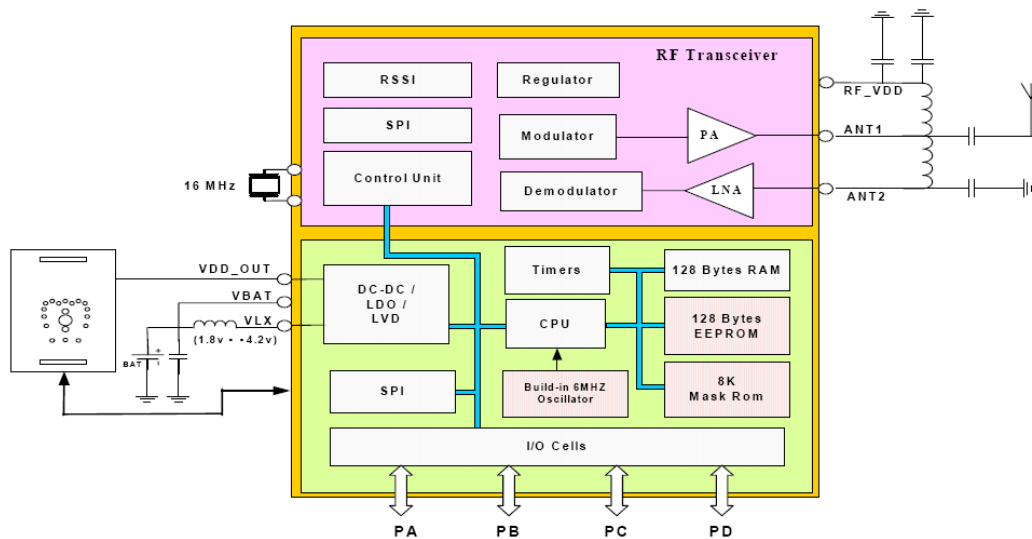 RF Transceiver
RSSI
Regulator
RF_VDD
SPI
Modulator
PA
ANT1
16 MHz
Control Unit
Demodulator
LNA
ANT2
VDD_OUT
DC-DC /
LDO /
LVD
Timers
128 Bytes RAM
VBAT
VLX
(1.8v - -4.2v)
BAT
+
-
CPU
128 Bytes
EEPROM
SPI
Build-in 6MHZ
Oscillator
8K
Mask Rom
I/O Cells
PA
PB
PC
PD